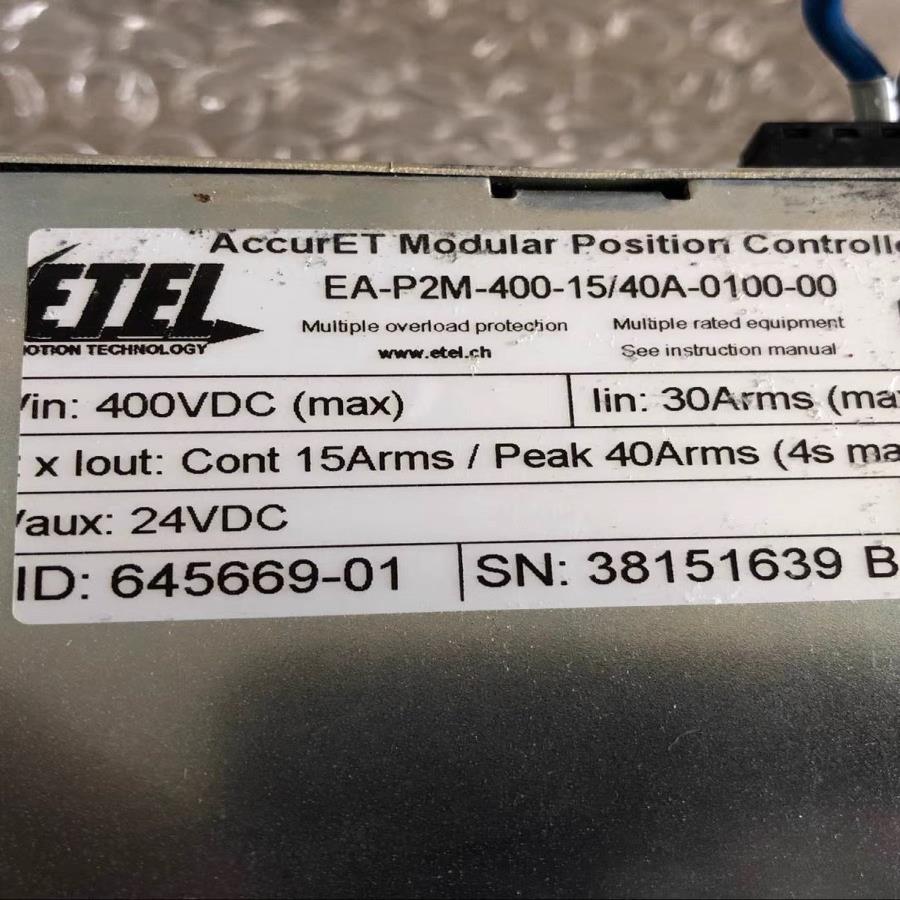 AccurET Modular Position Controlle
ETEL
MOTION TECHNOLOGY
EA-P2M-400-15/40A-0100-00
Multiple overload protection
Multiple rated equipment
www.etel.ch
See instruction manual
Vin: 400VDC (max)
Iin: 30Arms (max
x Iout: Cont 15Arms / Peak 40Arms (4s ma
Vaux: 24VDC
ID: 645669-01
SN: 38151639 B